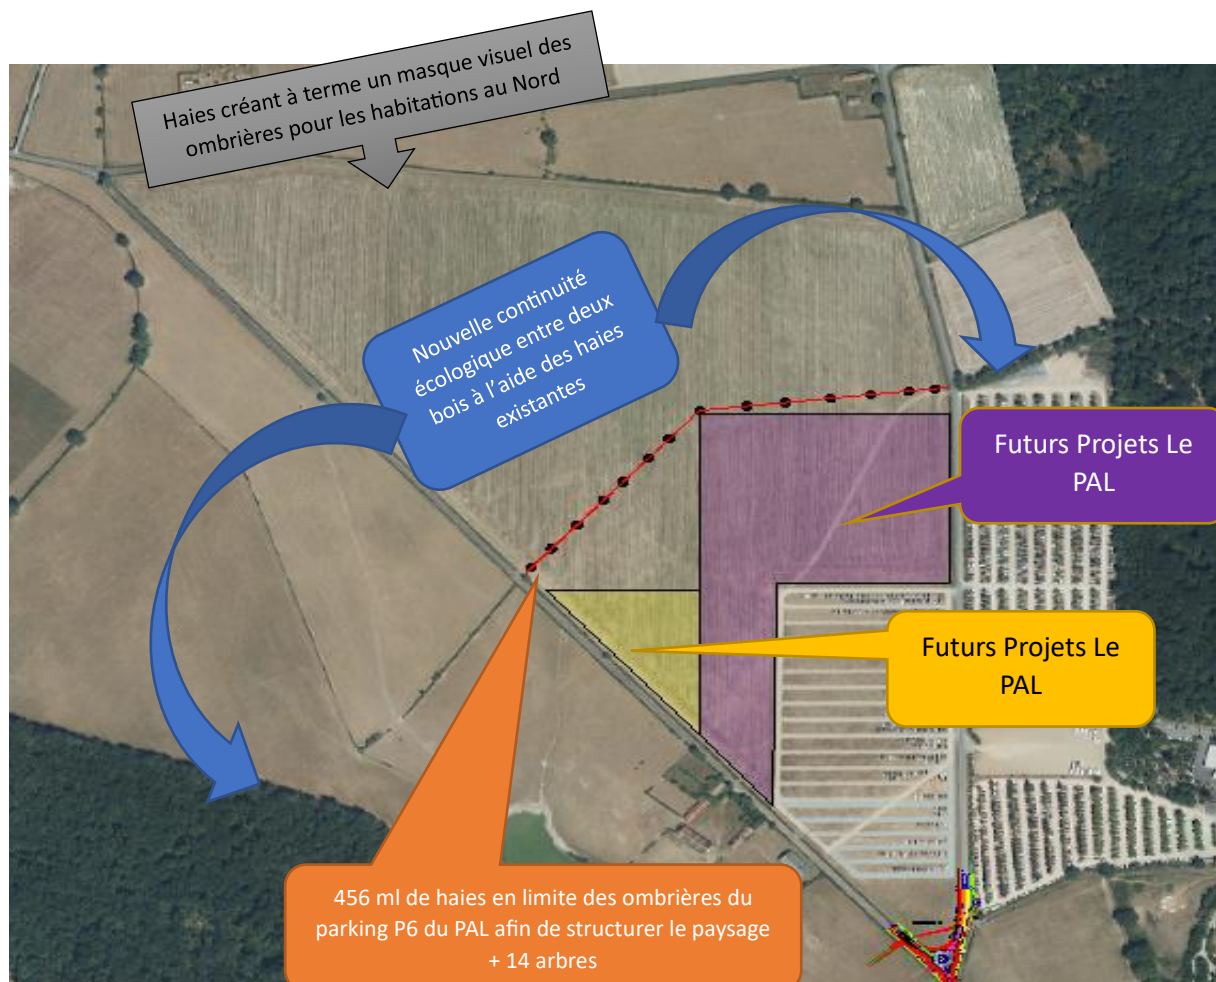 Haies créant à terme un masque visuel des
ombrières pour les habitations au Nord
Nouvelle continuité
écologique entre deux
bois à l'aide des haies
existantes
Futurs Projets Le
PAL
Futurs Projets Le
PAL
456 ml de haies en limite des ombrières du
parking P6 du PAL afin de structurer le paysage
+ 14 arbres